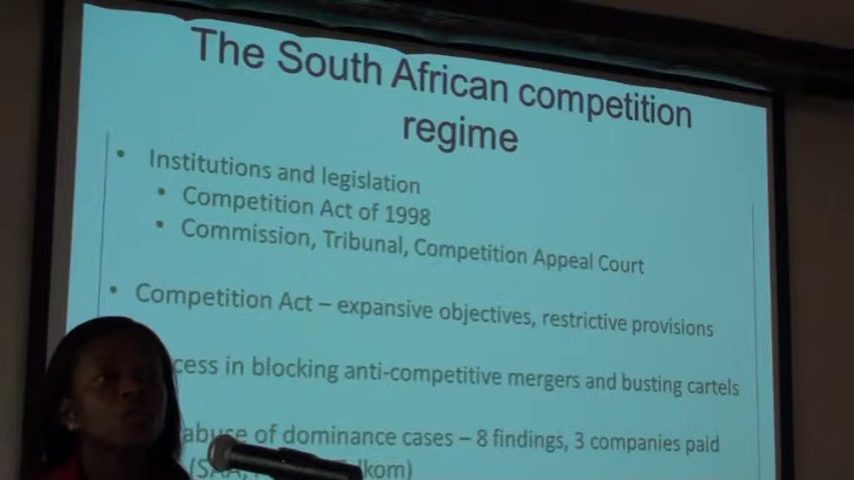 The South African competition
regime
• Institutions and legislation
• Competition Act of 1998
• Commission, Tribunal, Competition Appeal Court
• Competition Act – expansive objectives, restrictive provisions
in blocking anti-competitive mergers and busting cartels
abuse of dominance cases – 8 findings, 3 companies paid